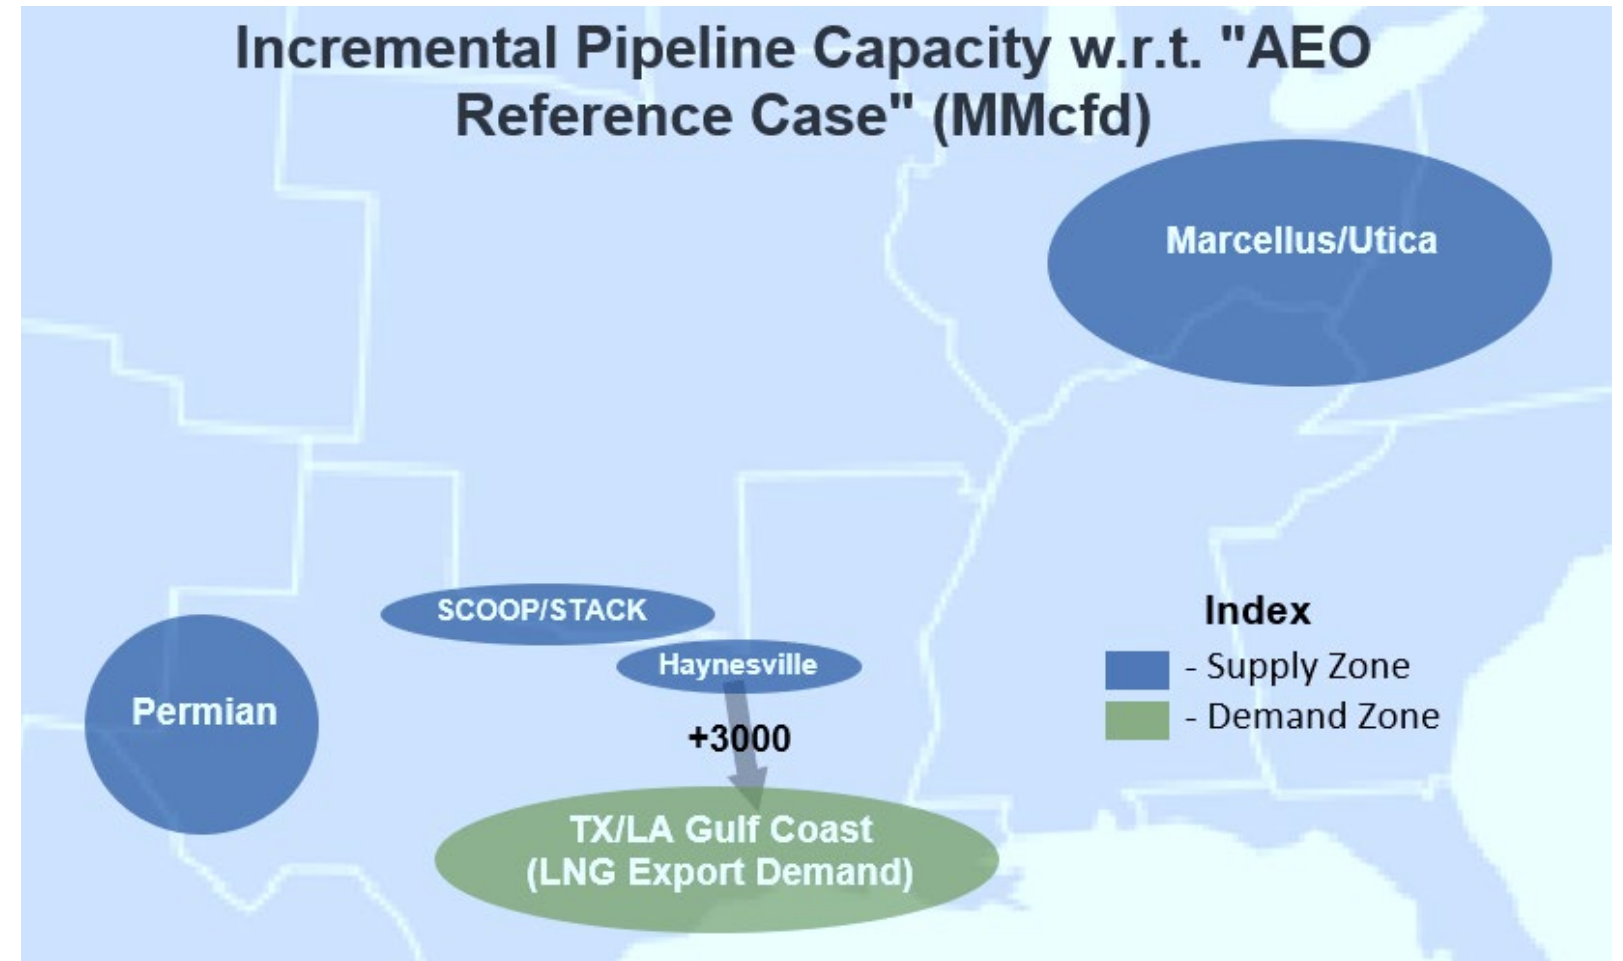 Incremental Pipeline Capacity w.r.t. "AEO
Reference Case" (MMcfd)
Marcellus/Utica
SCOOP/STACK
Haynesville
Permian
+3000
TX/LA Gulf Coast
(LNG Export Demand)
Index
- Supply Zone
- Demand Zone